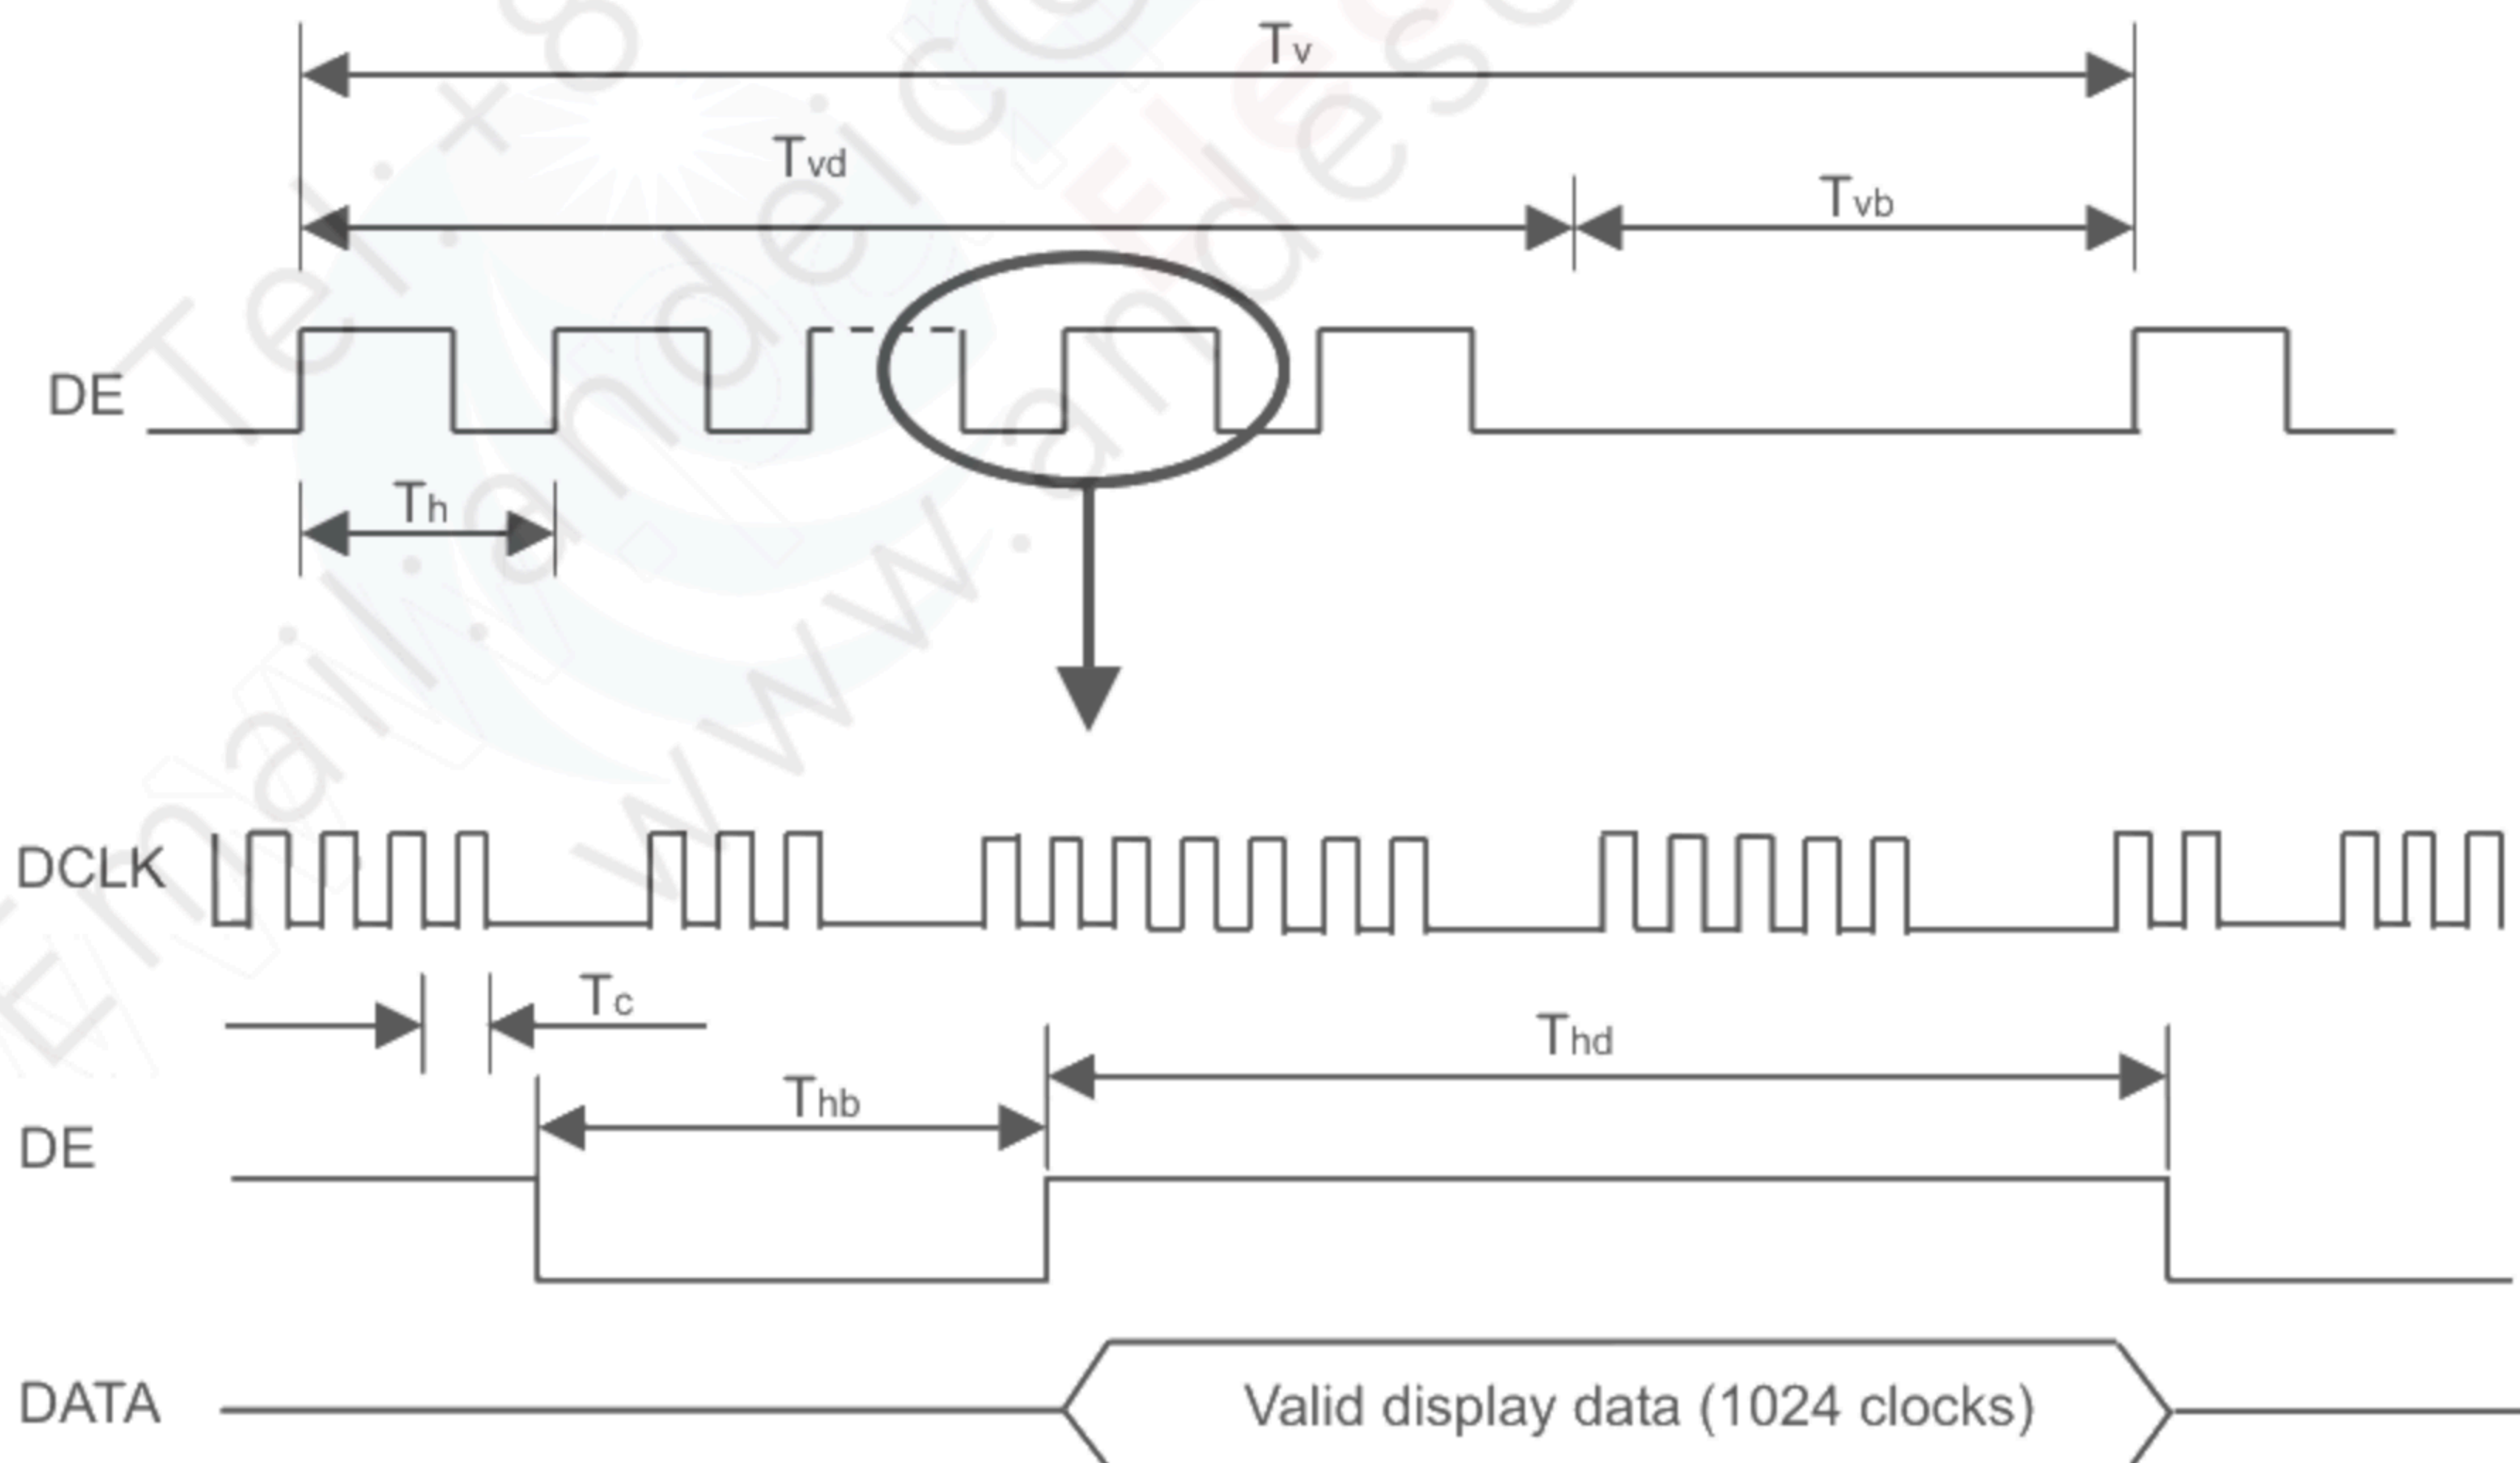 Tv
Tvd
Tvb
DE
Th
DCLK
Tc
Thd
Thb
DE
DATA
Valid display data (1024 clocks)